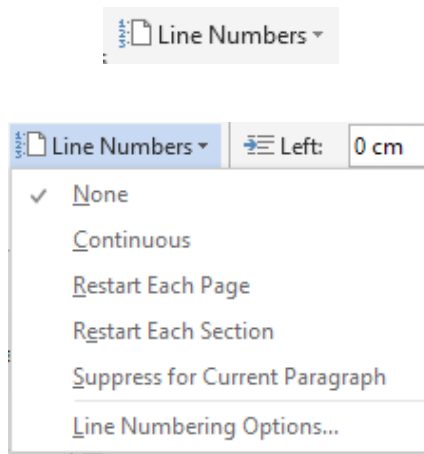 Line Numbers
Line Numbers Left: 0 cm
None
Continuous
Restart Each Page
Restart Each Section
Suppress for Current Paragraph
Line Numbering Options...